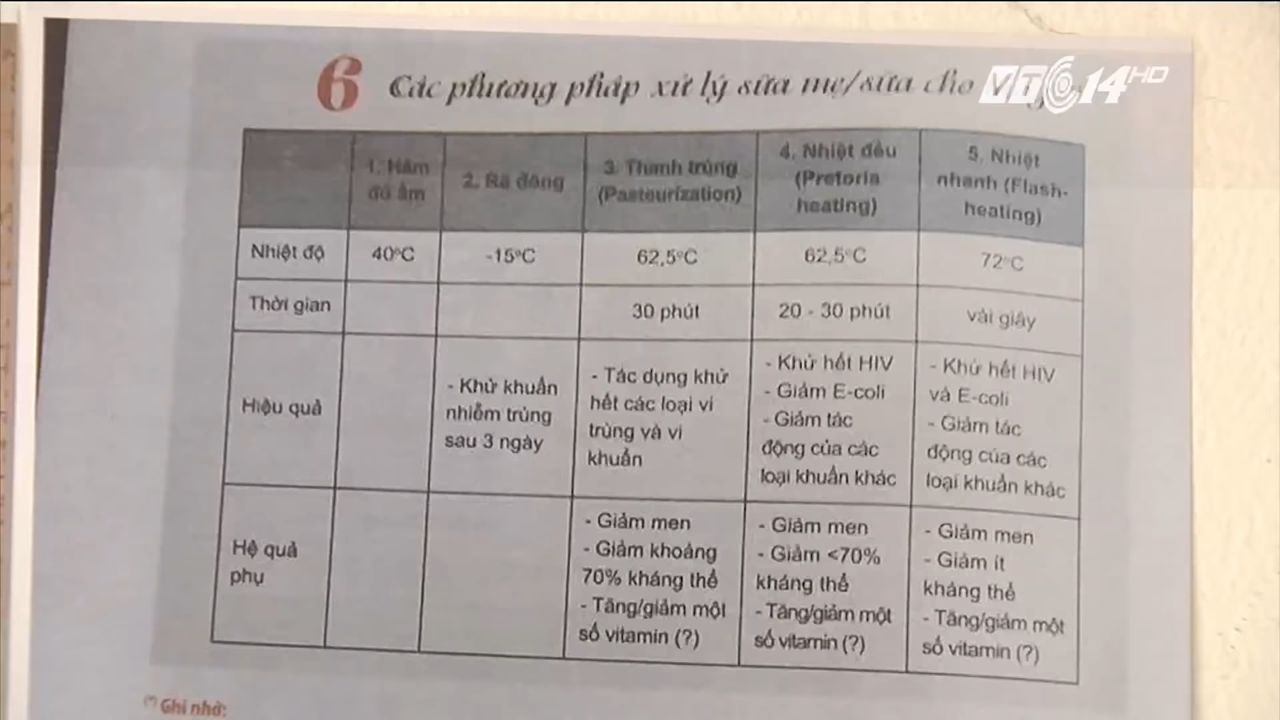 6 Các phương pháp xử lý sữa mẹ/sữa cho
VTC14HD
1. Hâm
đủ ấm
2. Rã đông
3. Thanh trùng
(Pasteurization)
4. Nhiệt đều
(Pretoria
heating)
5. Nhiệt
nhanh (Flash-
heating)
Nhiệt độ
40°C
-15°C
62,5°C
62,5°C
72°C
Thời gian
30 phút
20 - 30 phút
vài giây
Hiệu quả
- Khử khuẩn
nhiễm trùng
sau 3 ngày
- Tác dụng khử
hết các loại vi
trùng và vi
khuẩn
- Khử hết HIV
- Giảm E-coli
- Giảm tác
động của các
loại khuẩn khác
- Khử hết HIV
và E-coli
- Giảm tác
động của các
loại khuẩn khác
Hệ quả
phụ
- Giảm men
- Giảm khoảng
70% kháng thể
- Tăng/giảm một
số vitamin (?)
- Giảm men
- Giảm <70%
kháng thể
- Tăng/giảm một
số vitamin (?)
- Giảm men
- Giảm ít
kháng thể
- Tăng/giảm một
số vitamin (?)
(*) Ghi nhớ: